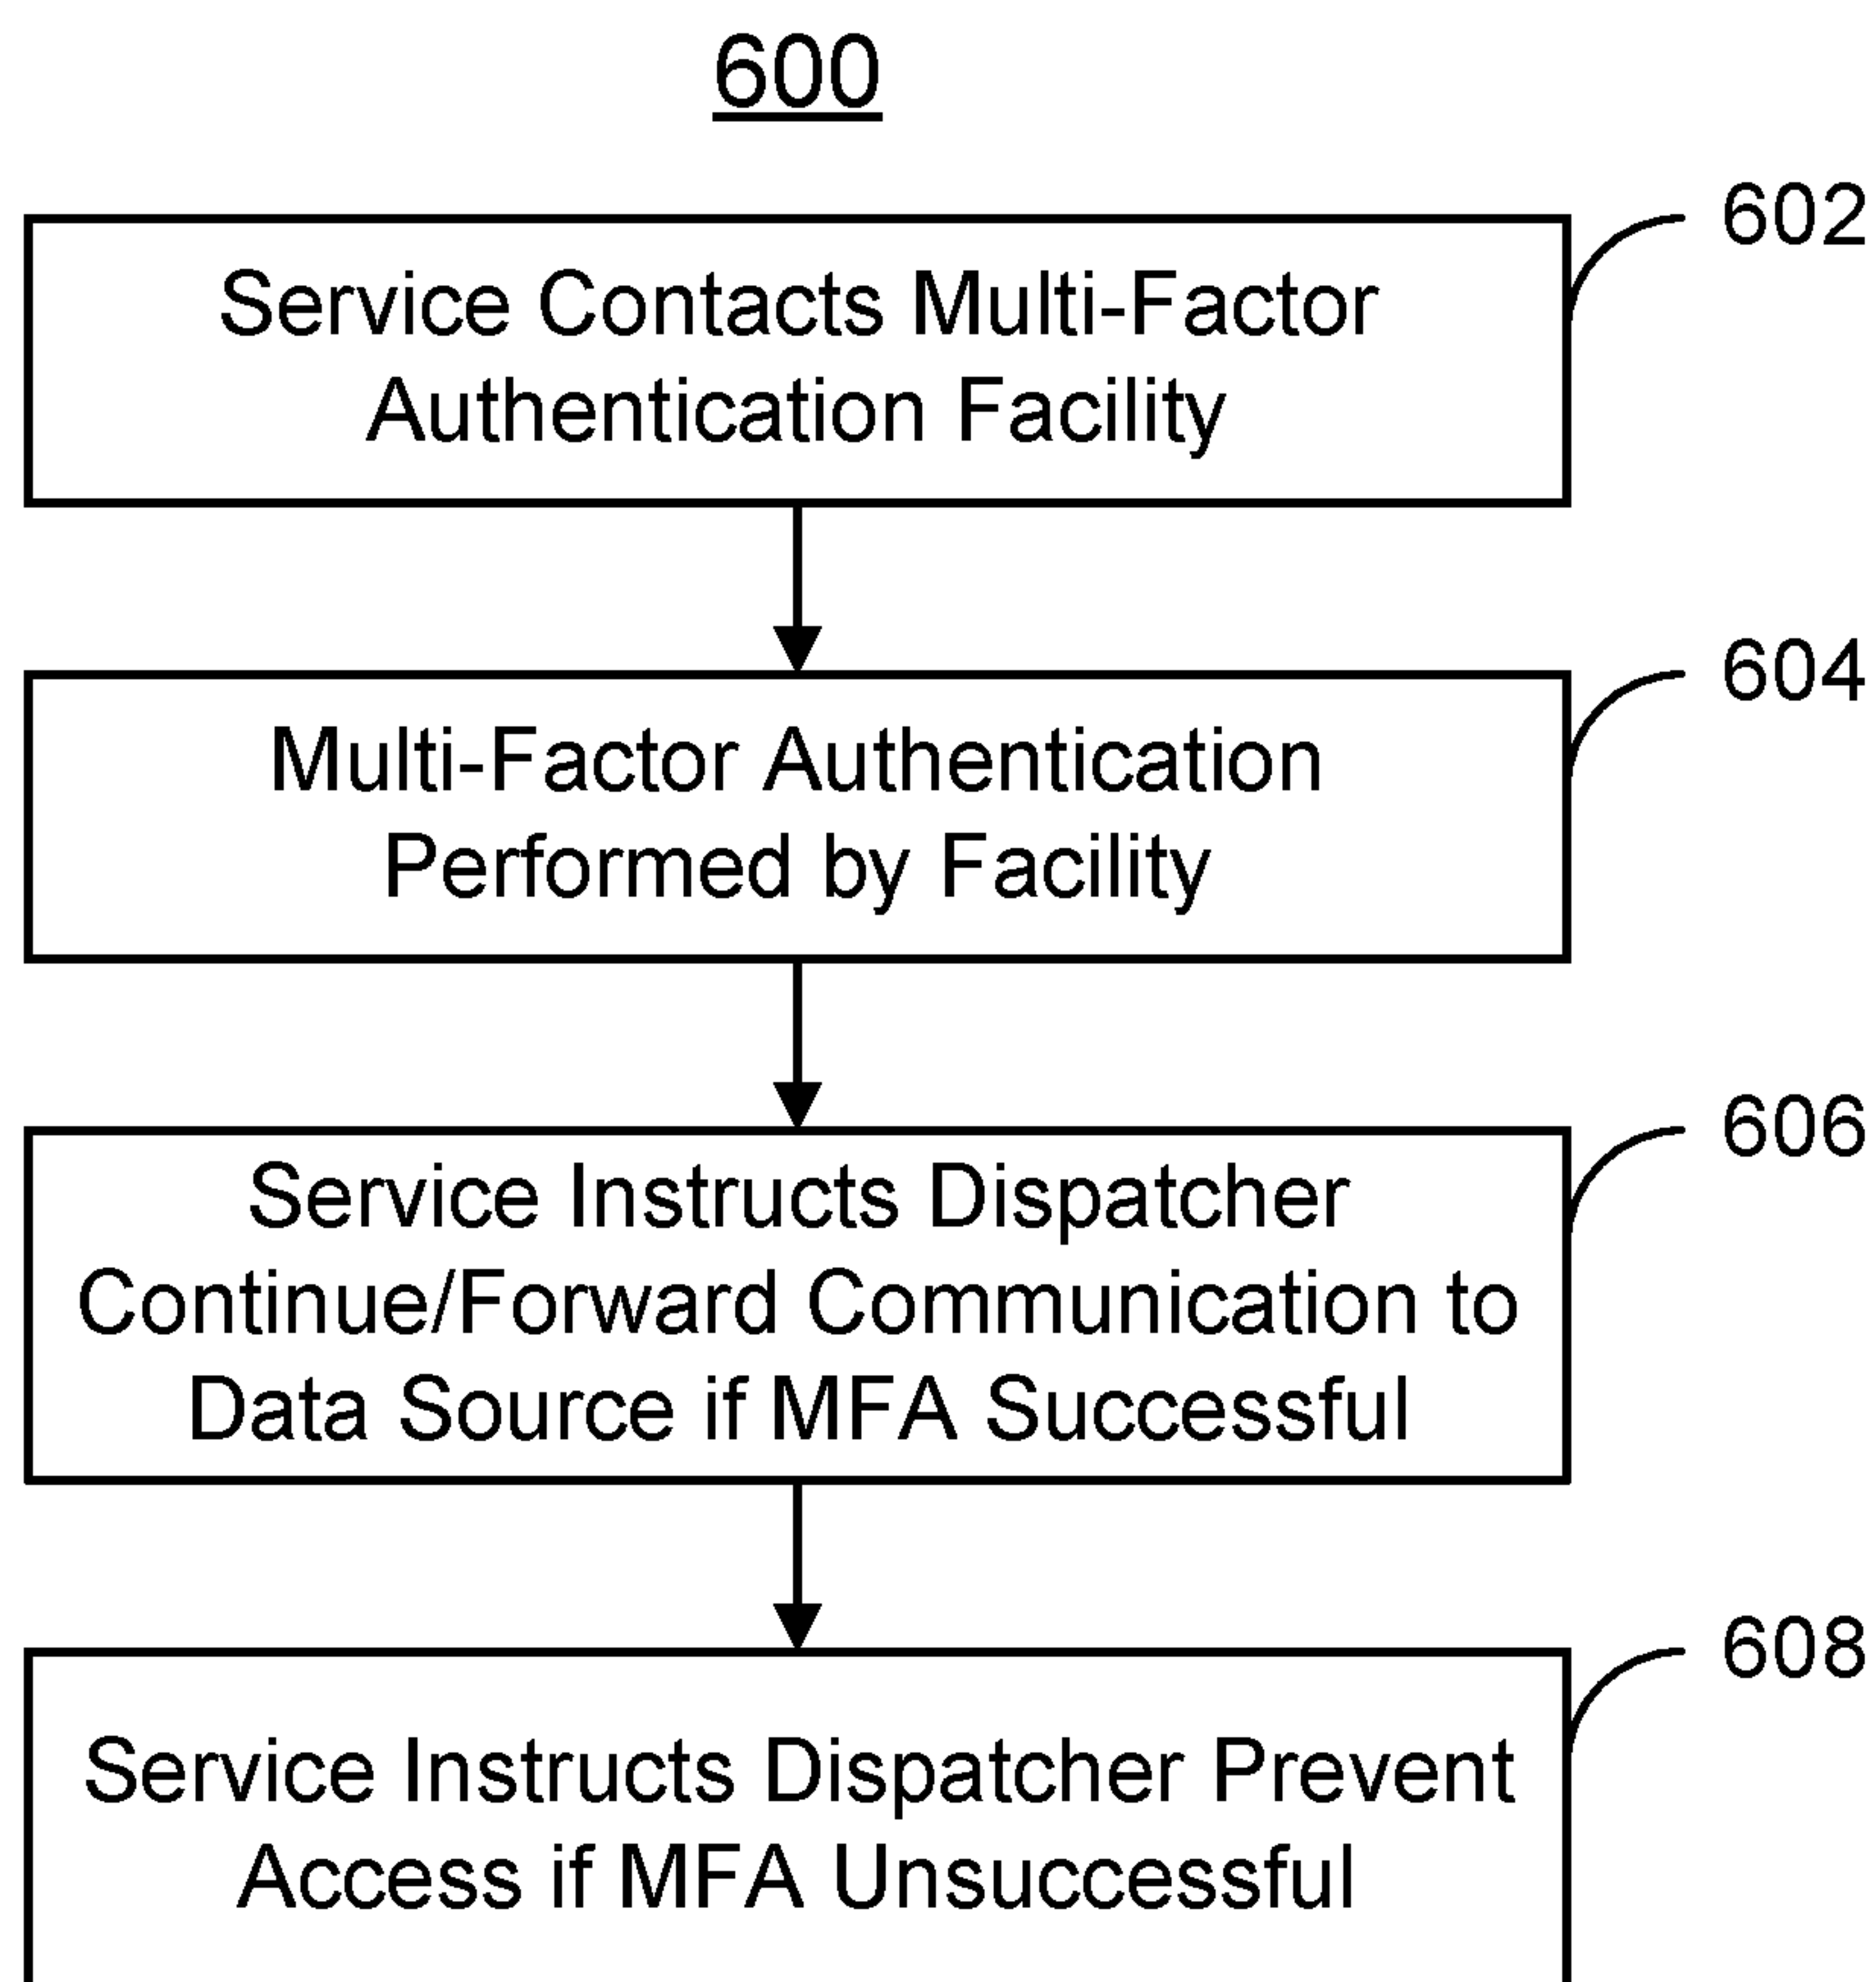 600
602
Service Contacts Multi-Factor
Authentication Facility
604
Multi-Factor Authentication
Performed by Facility
606
Service Instructs Dispatcher
Continue/Forward Communication to
Data Source if MFA Successful
608
Service Instructs Dispatcher Prevent
Access if MFA Unsuccessful